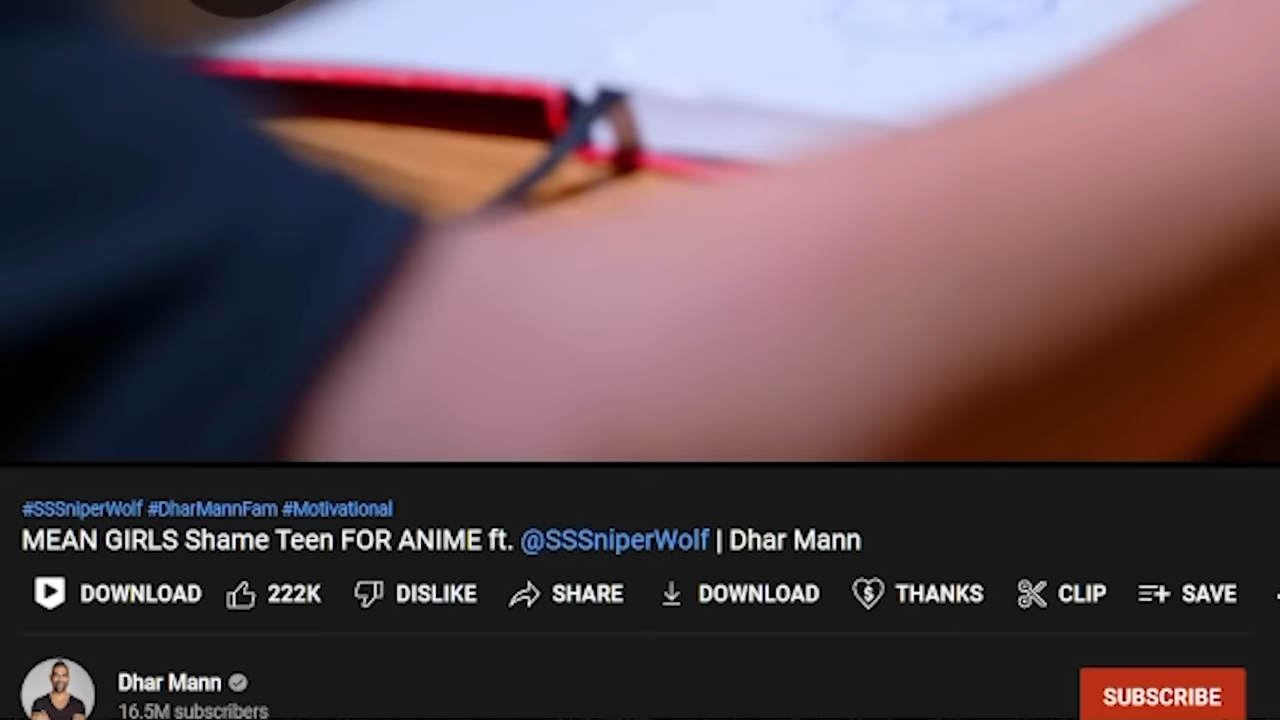 #SSSniperWolf #DharMannFam #Motivational
MEAN GIRLS Shame Teen FOR ANIME ft. @SSSniperWolf | Dhar Mann
DOWNLOAD 222K DISLIKE SHARE DOWNLOAD THANKS CLIP SAVE
Dhar Mann
16.5M subscribers
SUBSCRIBE